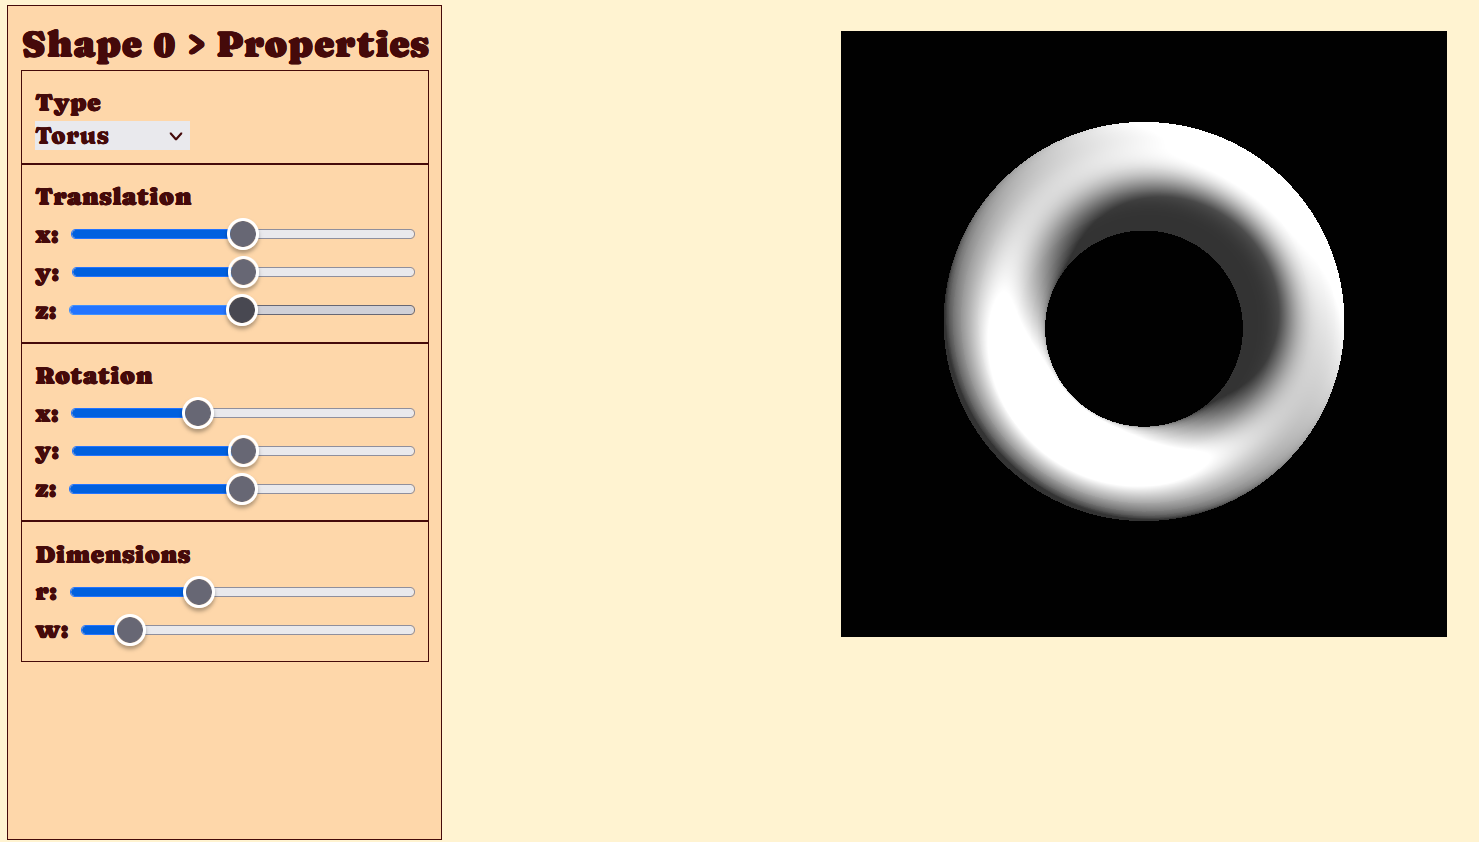 Shape 0 > Properties
Type
Torus
Translation
x:
y:
z:
Rotation
x:
y:
z:
Dimensions
r:
w: